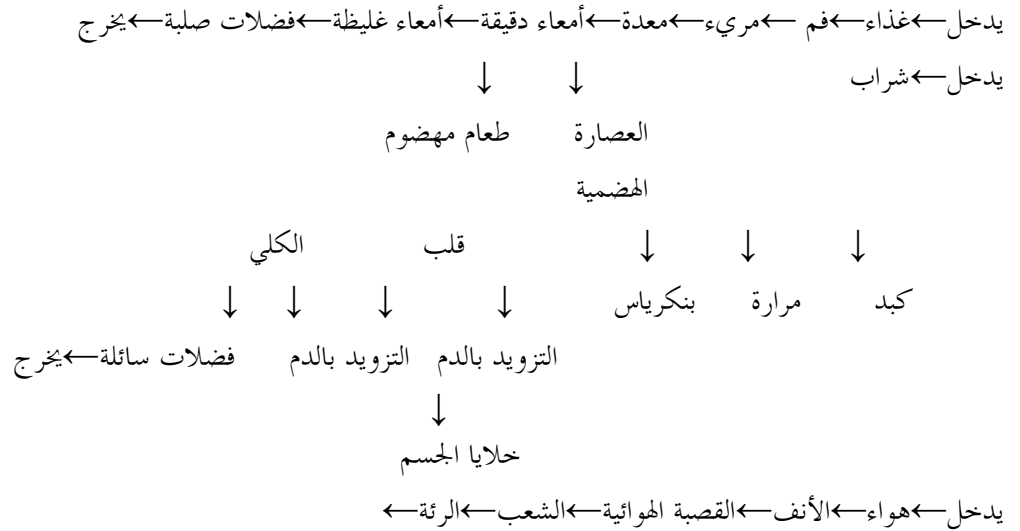 يدخل←غذاء←فم ←مريء←معدة←أمعاء دقيقة←أمعاء غليظة←فضلات صلبة←يخرج
يدخل←شراب ↓ ↓
العصارة طعام مهضوم
الهضمية
↓ ↓ ↓ قلب الكلي
كبد مرارة بنكرياس ↓ ↓ ↓ ↓
التزويد بالدم التزويد بالدم فضلات سائلة←يخرج
↓
خلايا الجسم
يدخل←هواء←الأنف←القصبة الهوائية←الشعب←الرئة←